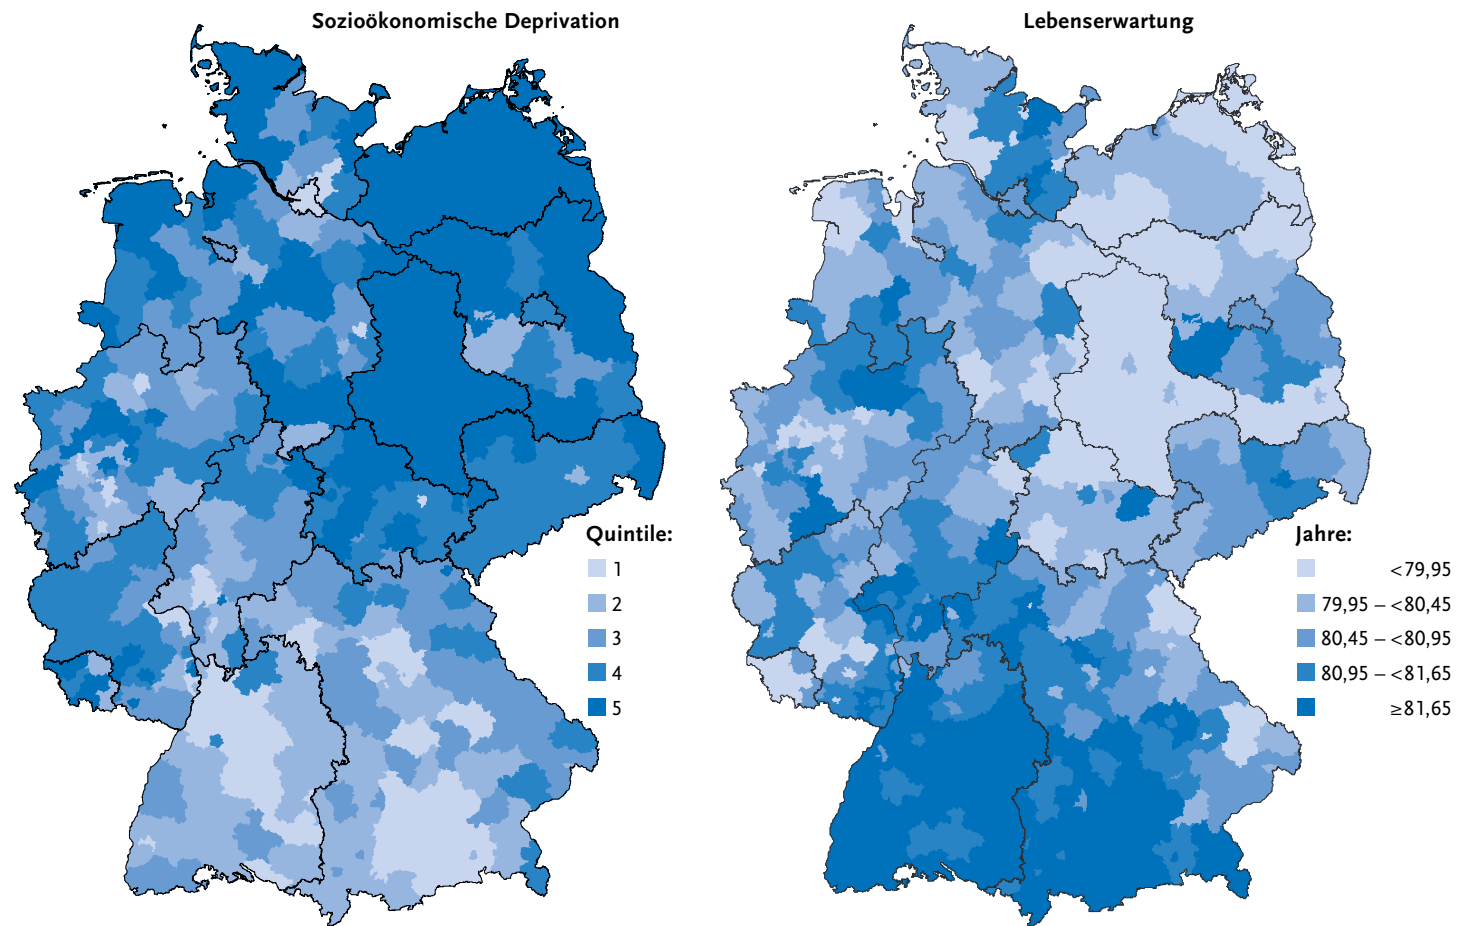 Sozioökonomische Deprivation
Quintile:
1
2
3
4
5
Lebenserwartung
Jahre:
<79,95
79,95 – <80,45
80,45 – <80,95
80,95 – <81,65
≥81,65